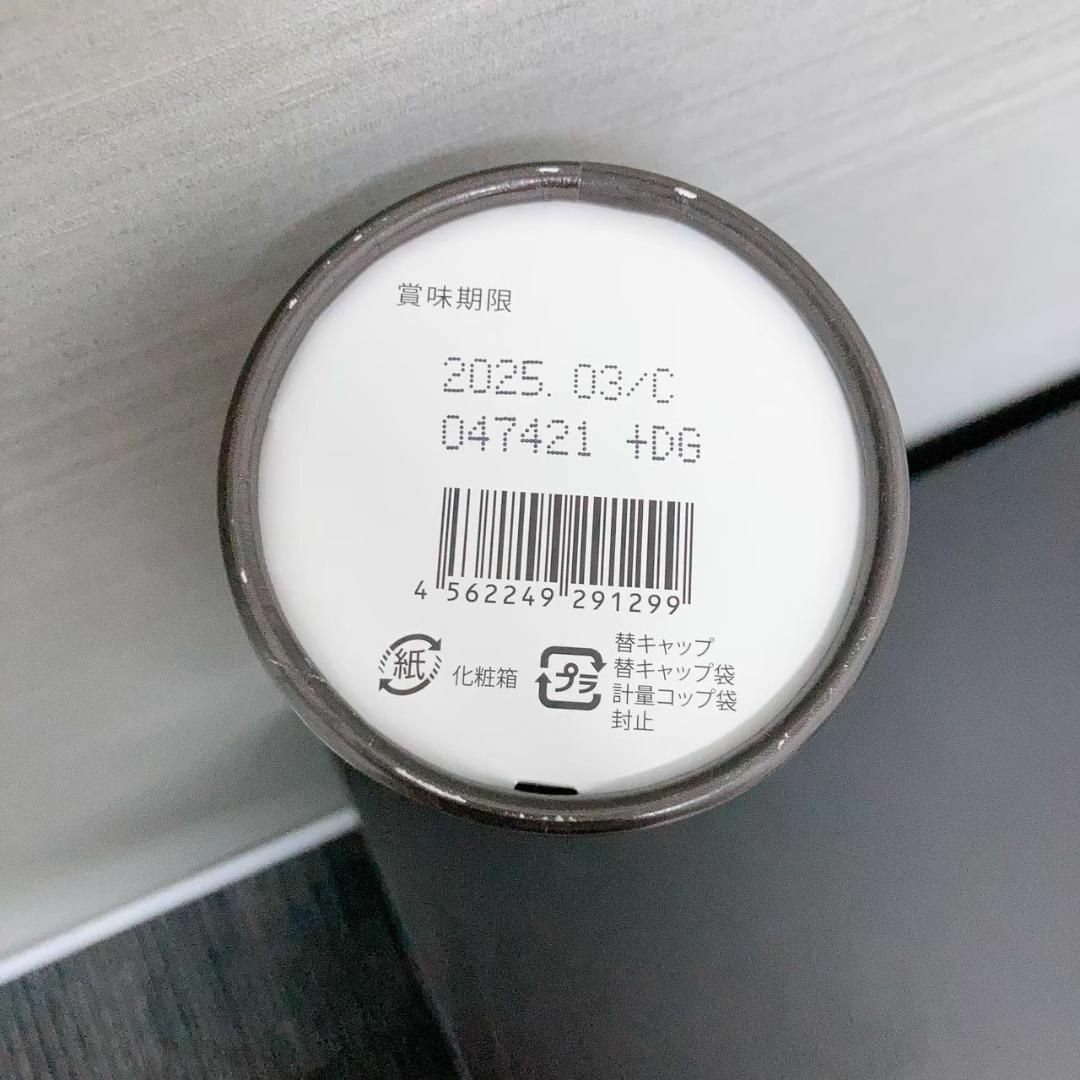 賞味期限
2025.03/C
047421 +DG
4 562249 291299
紙 化粧箱
プラ 替キャップ
替キャップ袋
計量コップ袋
封止